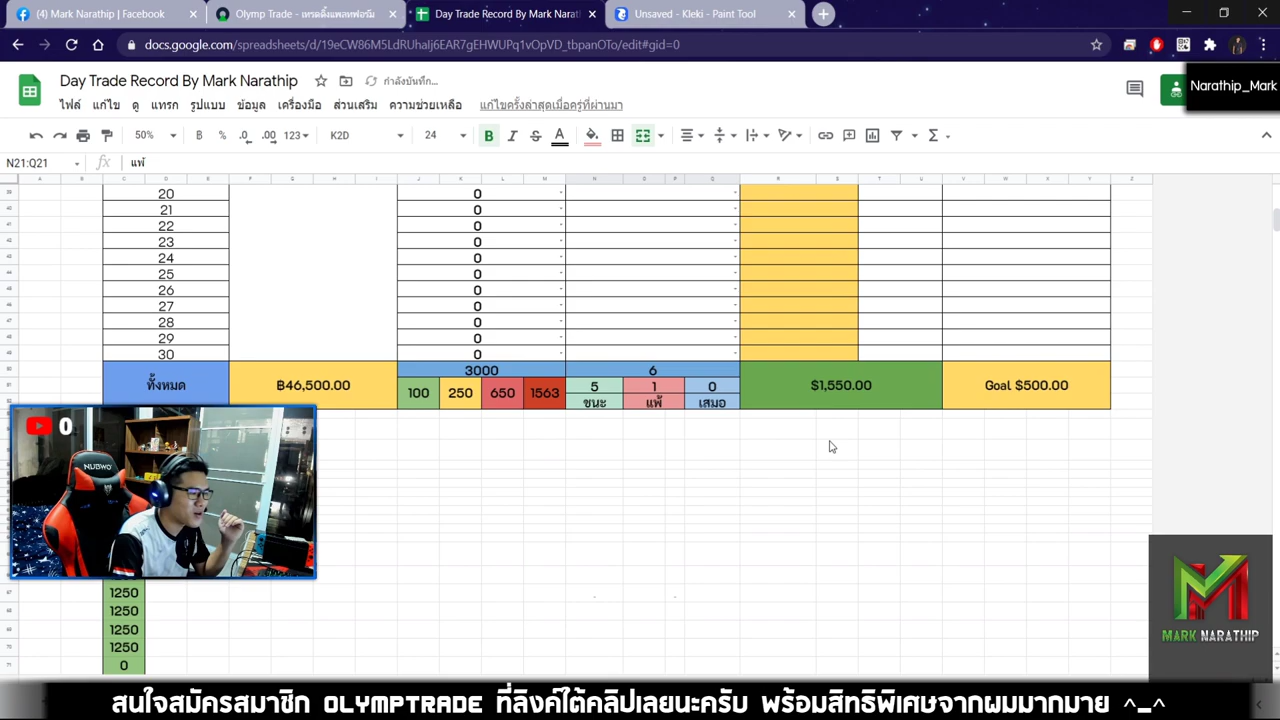 (4) Mark Narathip | Facebook
Olymp Trade - เทรดดิ้งแพลทฟอร์ม
Day Trade Record By Mark Narat
Unsaved - Kleki - Paint Tool
docs.google.com/spreadsheets/d/19eCW86M5LdRUhaIj6EAR7gEHWUPq1vOpVD_tbpanOTo/edit#gid=0
Day Trade Record By Mark Narathip
กำลังบันทึก...
Narathip_Mark
ไฟล์ แก้ไข ดู แทรก รูปแบบ ข้อมูล เครื่องมือ ส่วนเสริม ความช่วยเหลือ แก้ไขครั้งล่าสุดเมื่อครู่ที่ผ่านมา
50% ฿ % .0 .00 123 K2D 24 B I S A
N21:Q21 fx แพ้
A B C D E F G H I J K L M N O P Q R S T U V W X Y Z
20 0
21 0
22 0
23 0
24 0
25 0
26 0
27 0
28 0
29 0
30 0
ทั้งหมด ฿46,500.00 3000 6 $1,550.00 Goal $500.00
100 250 650 1563 5 1 0
ชนะ แพ้ เสมอ
0
NUBWO
1250
1250
1250
1250
0
MARK NARATHIP
สนใจสมัครสมาชิก OLYMPTRADE ที่ลิงค์ใต้คลิปเลยนะครับ พร้อมสิทธิพิเศษจากผมมากมาย ^_^